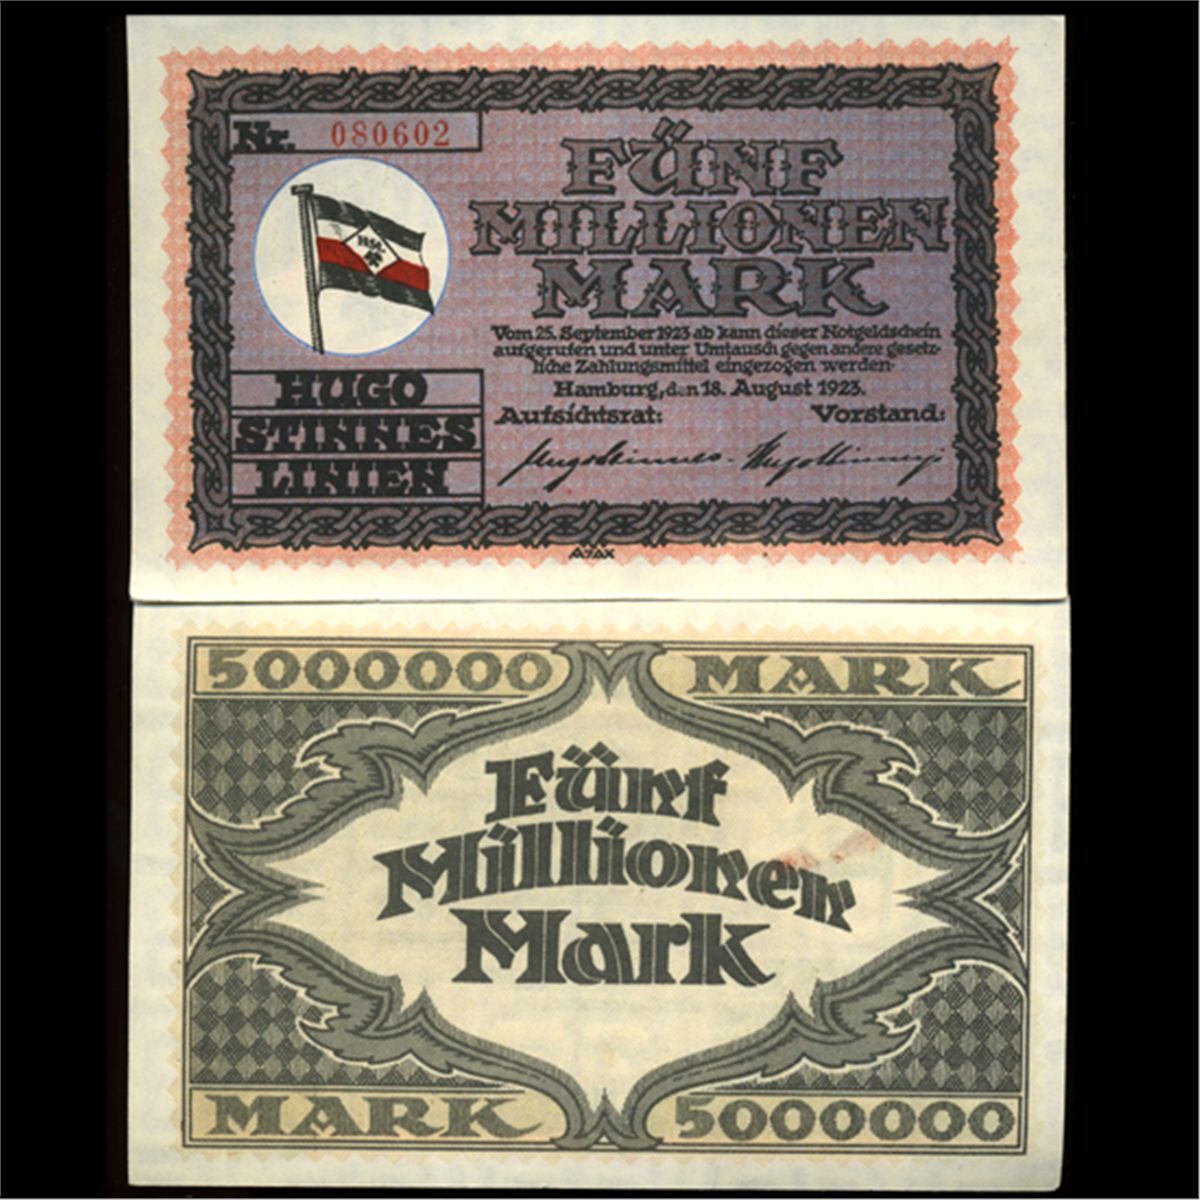 Nr. 080602
FÜNF
MILLIONEN
MARK
Vom 25. September 1923 ab kann dieser Notgeldschein
aufgerufen und unter Umtausch gegen andere gesetz-
liche Zahlungsmittel eingezogen werden.
Hamburg, den 18. August 1923.
Aufsichtsrat: Vorstand:
HUGO
STINNES
LINIEN
AJAX
5000000 MARK
Fünf
Millionen
Mark
MARK 5000000